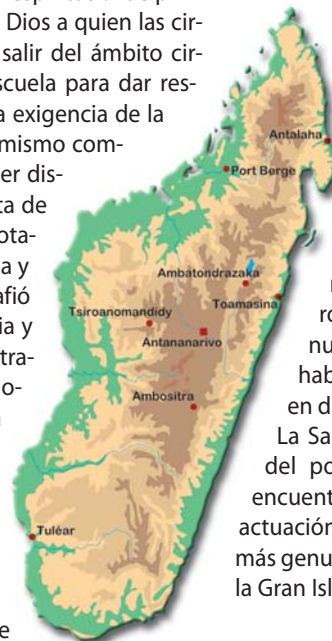 Dios a quien las cir-
salir del ámbito cir-
scuela para dar res-
a exigencia de la
mismo com-
er dis-
ta de
ota-
a y
afió
ia y
tra-
o-
e
Antalaha
Port Berge
Ambatondrazaka
Toamasina
Tsiroanomandidy
Antananarivo
Ambositra
Tuléar
ro
nu
hab
en d
La Sa
del po
encuent
actuación
más genu
la Gran Isl